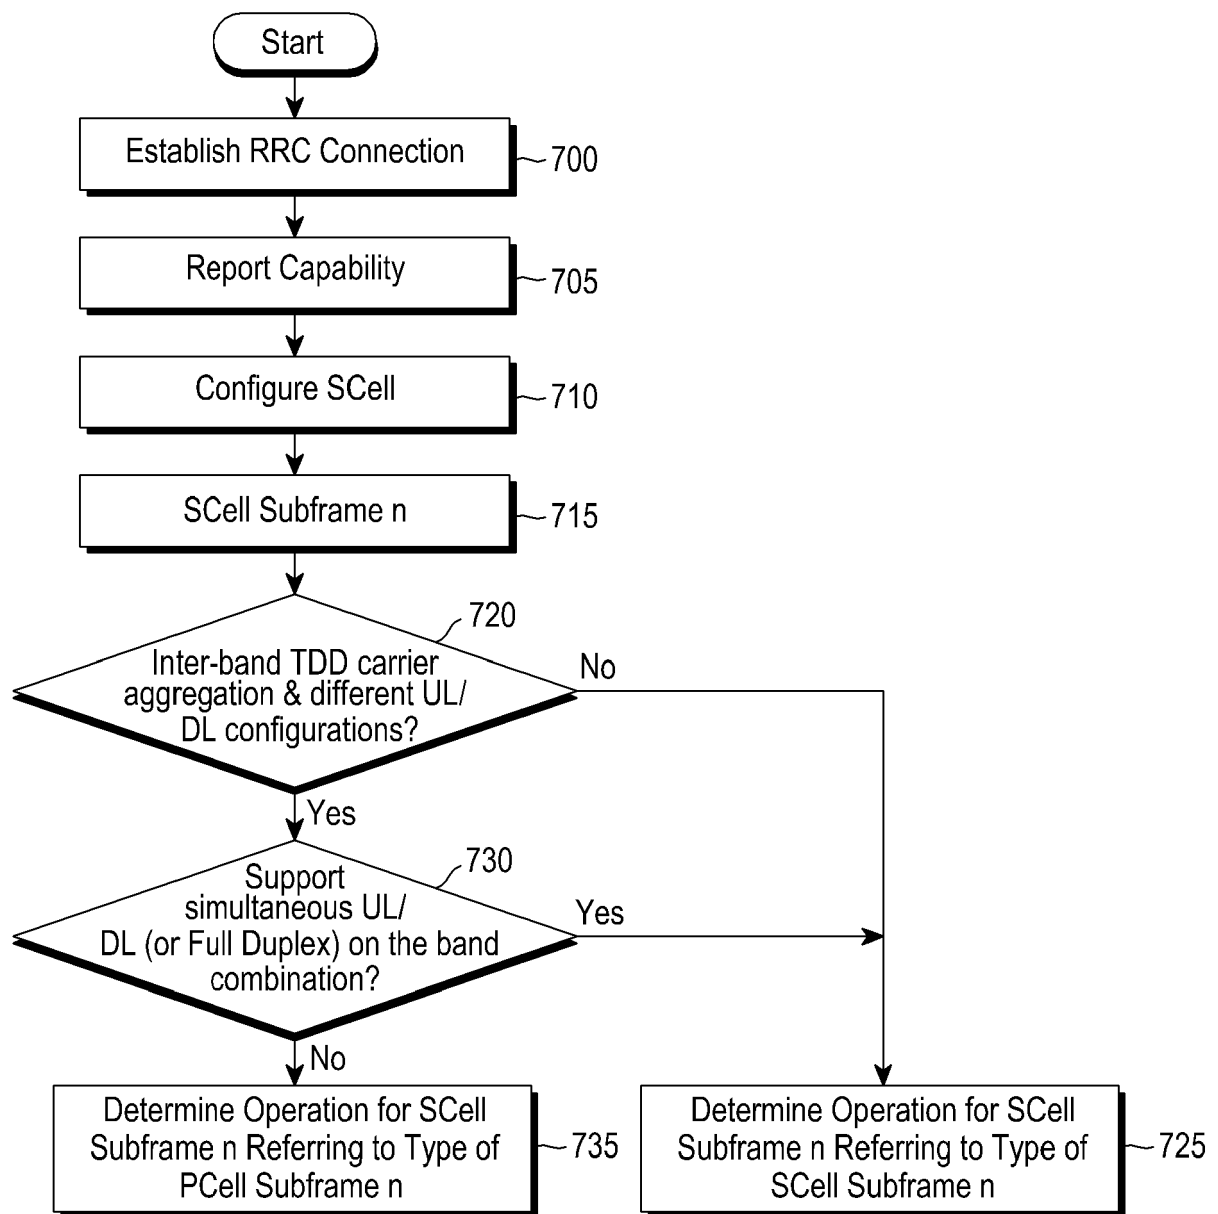 Start
Establish RRC Connection
700
Report Capability
705
Configure SCell
710
SCell Subframe n
715
720
Inter-band TDD carrier
aggregation & different UL/
DL configurations?
No
Yes
730
Support
simultaneous UL/
DL (or Full Duplex) on the band
combination?
Yes
No
Determine Operation for SCell
Subframe n Referring to Type of
PCell Subframe n
735
Determine Operation for SCell
Subframe n Referring to Type of
SCell Subframe n
725